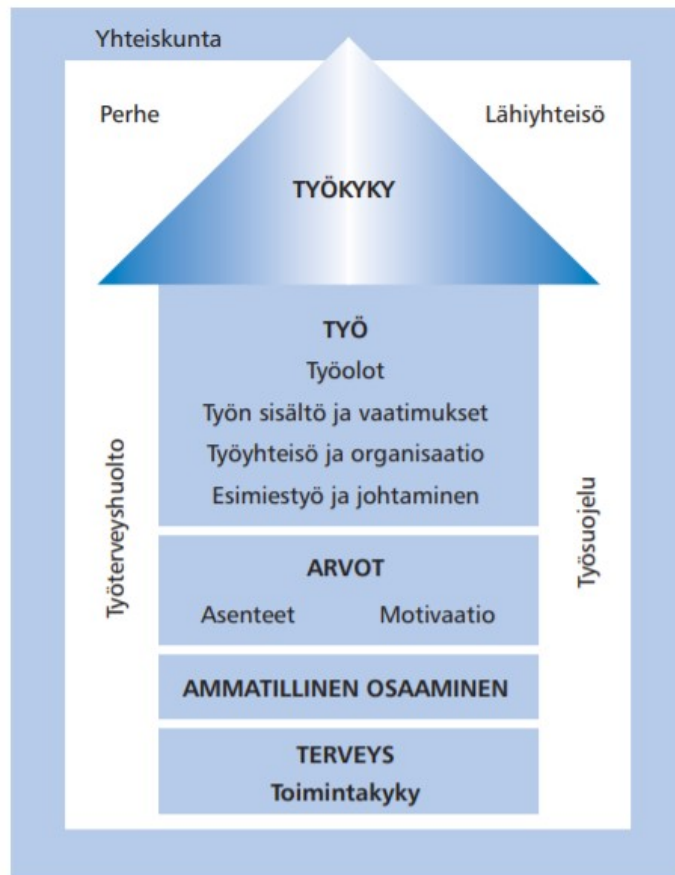 Yhteiskunta
Perhe
Lähiyhteisö
TYÖKYKY
TYÖ
Työolot
Työn sisältö ja vaatimukset
Työyhteisö ja organisaatio
Esimiestyö ja johtaminen
Työterveyshuolto
Työsuojelu
ARVOT
Asenteet Motivaatio
AMMATILLINEN OSAAMINEN
TERVEYS
Toimintakyky